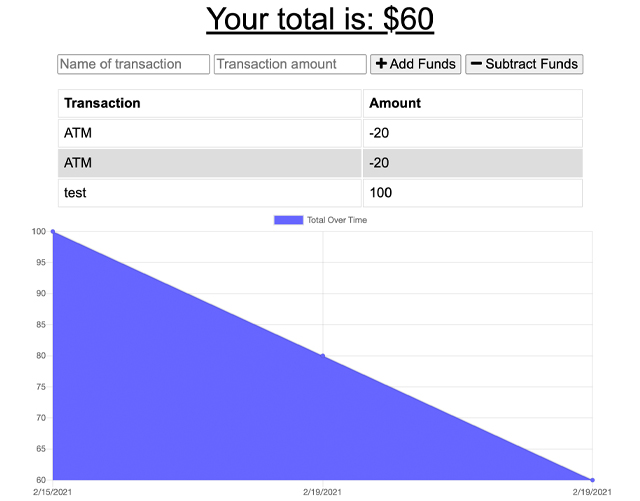 Your total is: $60
Name of transaction Transaction amount + Add Funds − Subtract Funds
Transaction Amount
ATM -20
ATM -20
test 100
Total Over Time
100
95
90
85
80
75
70
65
60
2/15/2021 2/19/2021 2/19/2021